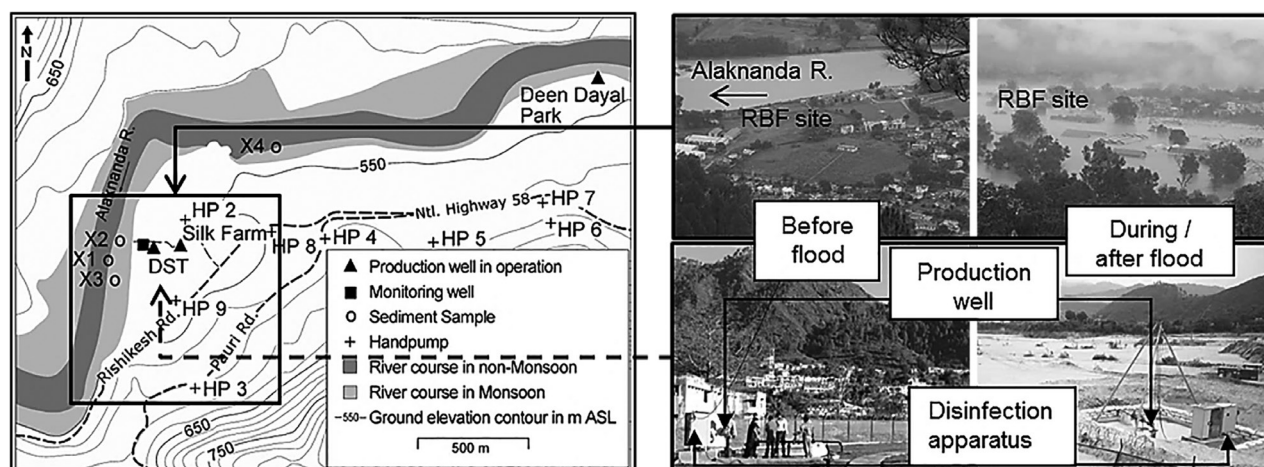 N
650
Alaknanda R.
Deen Dayal
Park
X4
550
Ntl. Highway 58
HP 7
HP 2
Silk Farm
HP 8
HP 4
HP 5
HP 6
X2
X1
X3
DST
HP 9
Rishikesh Rd.
Pauri Rd.
HP 3
650
750
Production well in operation
Monitoring well
Sediment Sample
Handpump
River course in non-Monsoon
River course in Monsoon
550 Ground elevation contour in m ASL
500 m
Alaknanda R.
RBF site
RBF site
Before
flood
During /
after flood
Production
well
Disinfection
apparatus